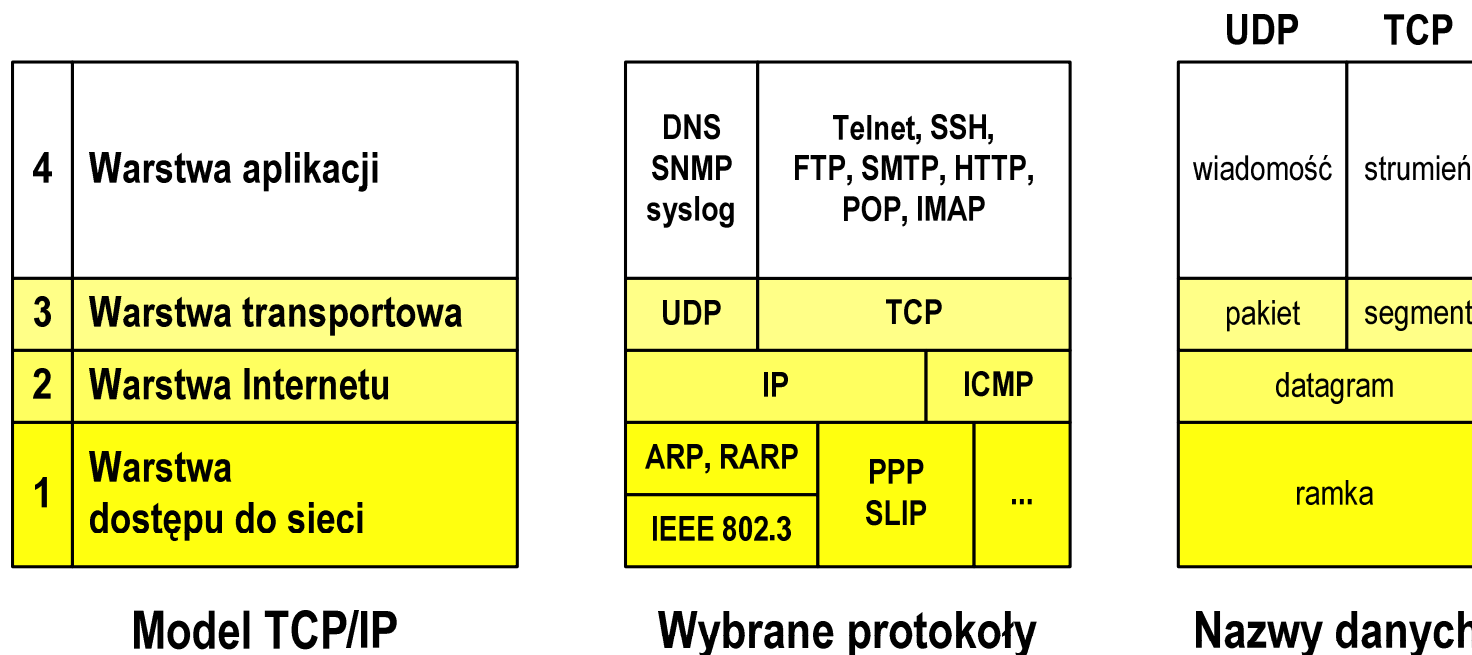 UDP
TCP
4
Warstwa aplikacji
3
Warstwa transportowa
2
Warstwa Internetu
1
Warstwa
dostępu do sieci
Model TCP/IP
DNS
SNMP
syslog
Telnet, SSH,
FTP, SMTP, HTTP,
POP, IMAP
UDP
TCP
IP
ICMP
ARP, RARP
IEEE 802.3
PPP
SLIP
...
Wybrane protokoły
wiadomość
strumień
pakiet
segment
datagram
ramka
Nazwy danych